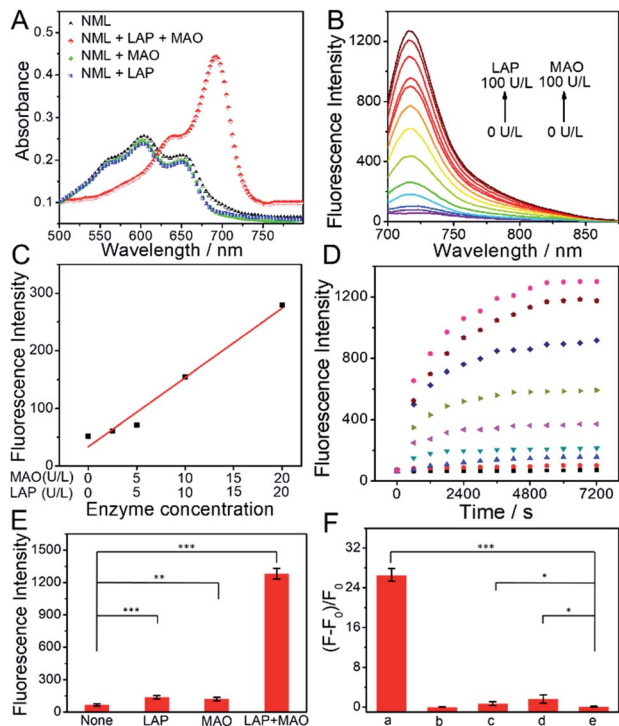 A
NML
NML + LAP + MAO
NML + MAO
NML + LAP
Absorbance
0.4
0.3
0.2
0.1
500 550 600 650 700 750
Wavelength / nm
B
Fluorescence Intensity
1200
800
400
0
LAP MAO
100 U/L 100 U/L
0 U/L 0 U/L
700 750 800 850
Wavelength / nm
C
Fluorescence Intensity
300
200
100
0
MAO(U/L) 0 5 10 15 20
LAP (U/L) 0 5 10 15 20
Enzyme concentration
D
Fluorescence Intensity
1200
800
400
0
0 2400 4800 7200
Time / s
E
Fluorescence Intensity
1500
1200
900
600
300
0
***
**
***
None LAP MAO LAP+MAO
F
(F-F0)/F0
32
24
16
8
0
***
*
*
a b c d e